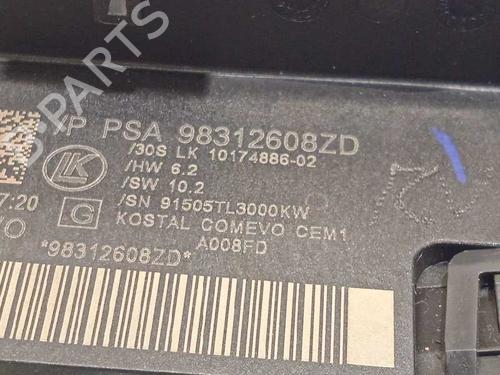 /P PSA 98312608ZD
/30S LK 10174886-02
/HW 6.2
/SW 10.2
/SN 91505TL3000KW
G KOSTAL COMEVO CEM1
A008FD
7:20
/O
*98312608ZD*
PARTS